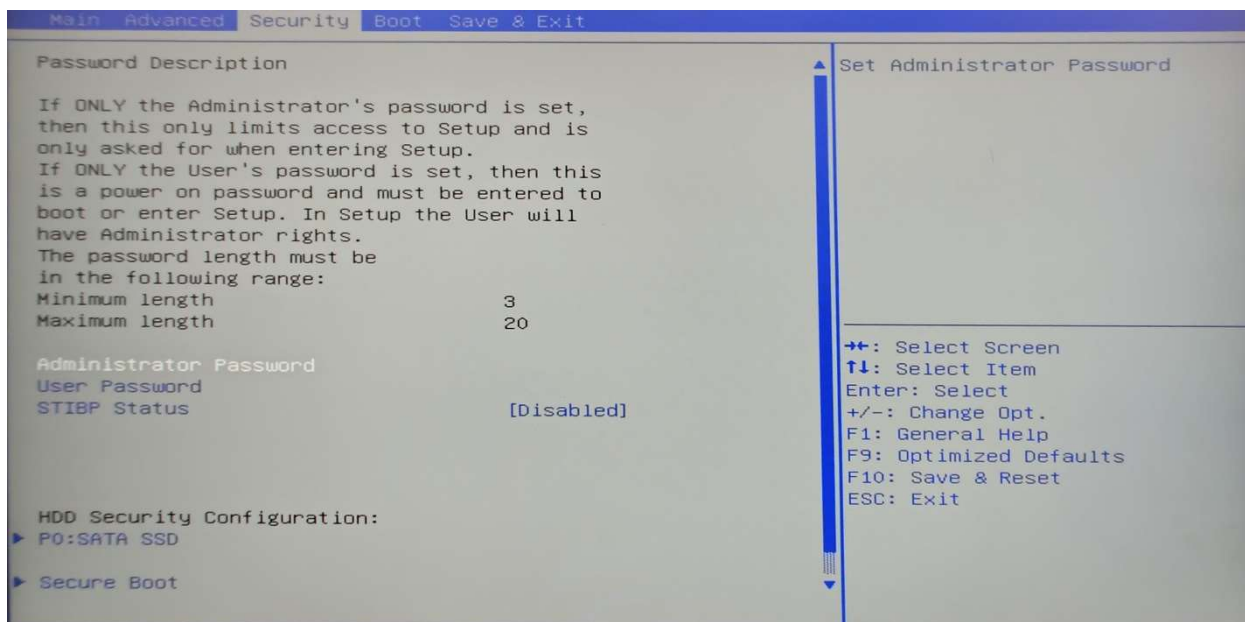 Main Advanced Security Boot Save & Exit
Password Description
If ONLY the Administrator's password is set,
then this only limits access to Setup and is
only asked for when entering Setup.
If ONLY the User's password is set, then this
is a power on password and must be entered to
boot or enter Setup. In Setup the User will
have Administrator rights.
The password length must be
in the following range:
Minimum length 3
Maximum length 20
Administrator Password
User Password
STIBP Status [Disabled]
HDD Security Configuration:
P0:SATA SSD
Secure Boot
Set Administrator Password
→←: Select Screen
↑↓: Select Item
Enter: Select
+/-: Change Opt.
F1: General Help
F9: Optimized Defaults
F10: Save & Reset
ESC: Exit